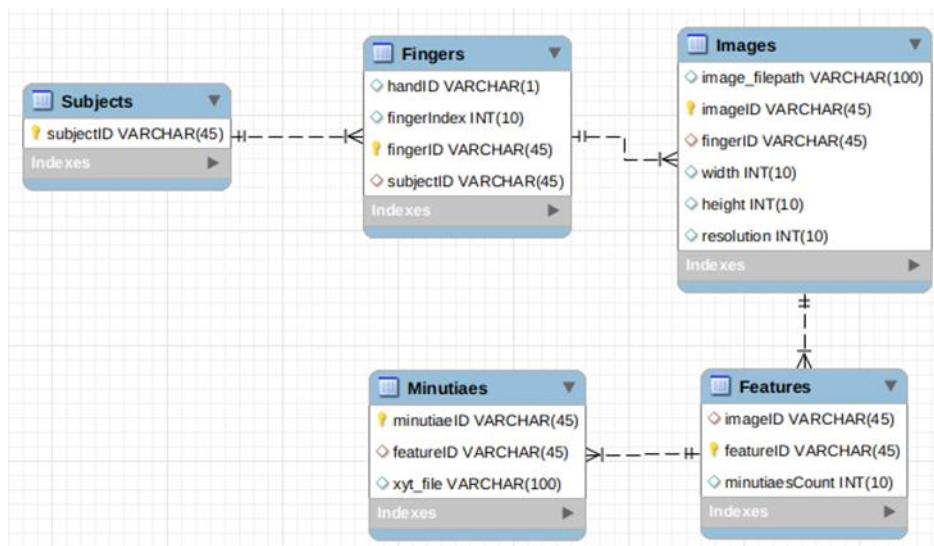 Subjects
subjectID VARCHAR(45)
Indexes
Fingers
handID VARCHAR(1)
fingerIndex INT(10)
fingerID VARCHAR(45)
subjectID VARCHAR(45)
Indexes
Images
image_filepath VARCHAR(100)
imageID VARCHAR(45)
fingerID VARCHAR(45)
width INT(10)
height INT(10)
resolution INT(10)
Indexes
Minutiaes
minutiaeID VARCHAR(45)
featureID VARCHAR(45)
xyt_file VARCHAR(100)
Indexes
Features
imageID VARCHAR(45)
featureID VARCHAR(45)
minutiaesCount INT(10)
Indexes